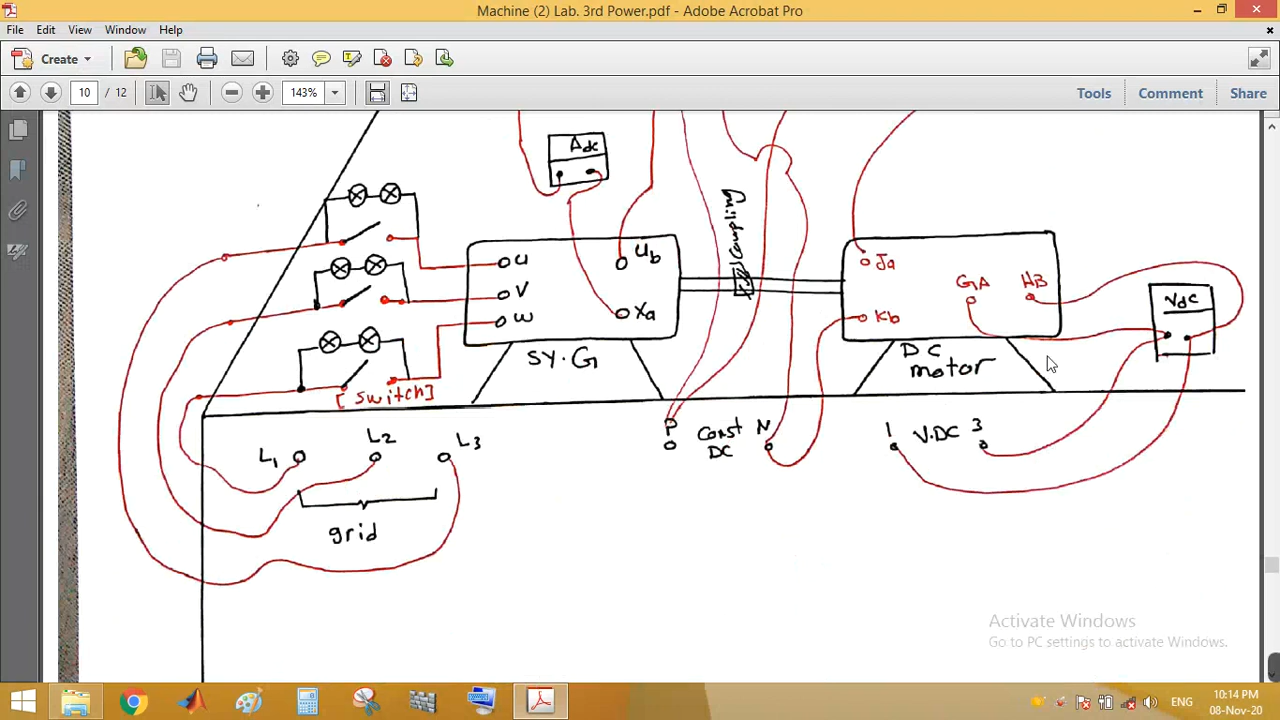 Machine (2) Lab. 3rd Power.pdf - Adobe Acrobat Pro
File Edit View Window Help
Create
10 / 12 143% Tools Comment Share
Adc
Coupling
U Ub
V
W Xa
Ja
GA HB
Kb
Vdc
SY.G
DC
motor
[switch]
L1 L2 L3
grid
P Const N
DC
1 V.DC 3
Activate Windows
Go to PC settings to activate Windows.
ENG
10:14 PM
08-Nov-20